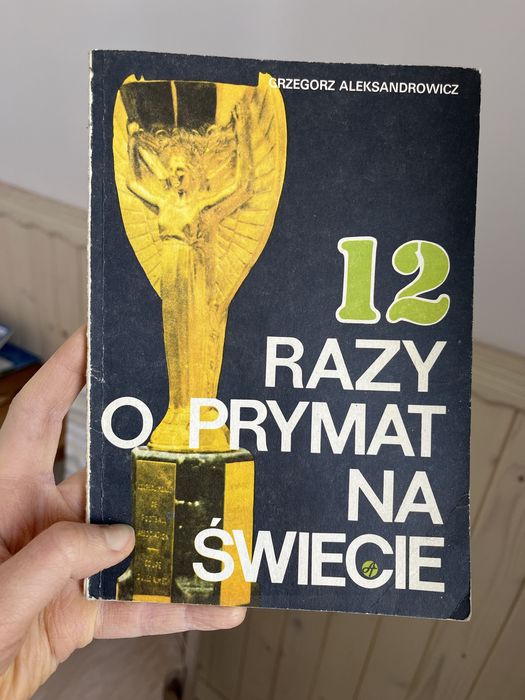 GRZEGORZ ALEKSANDROWICZ
12
RAZY
O PRYMAT
NA
ŚWIECIE